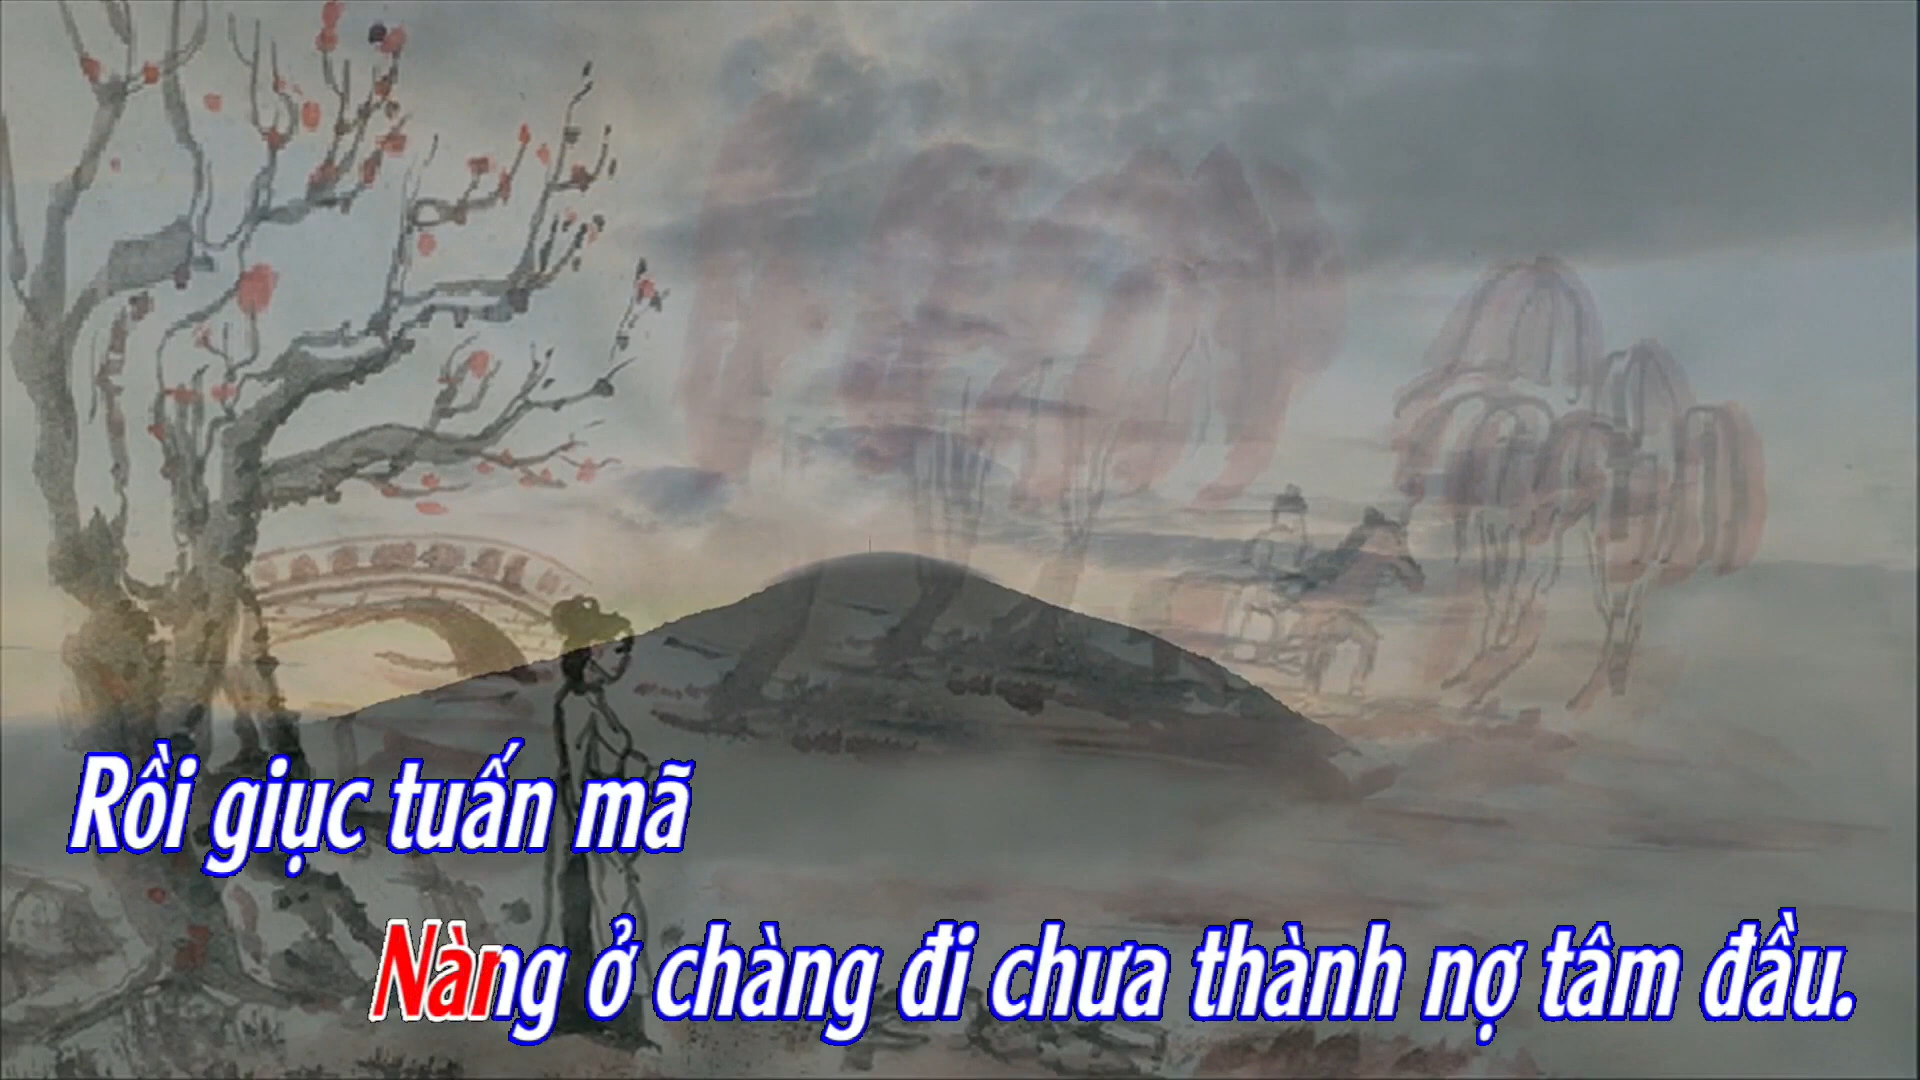 Rồi giục tuấn mã
Nàng ở chàng đi chưa thành nợ tâm đầu.